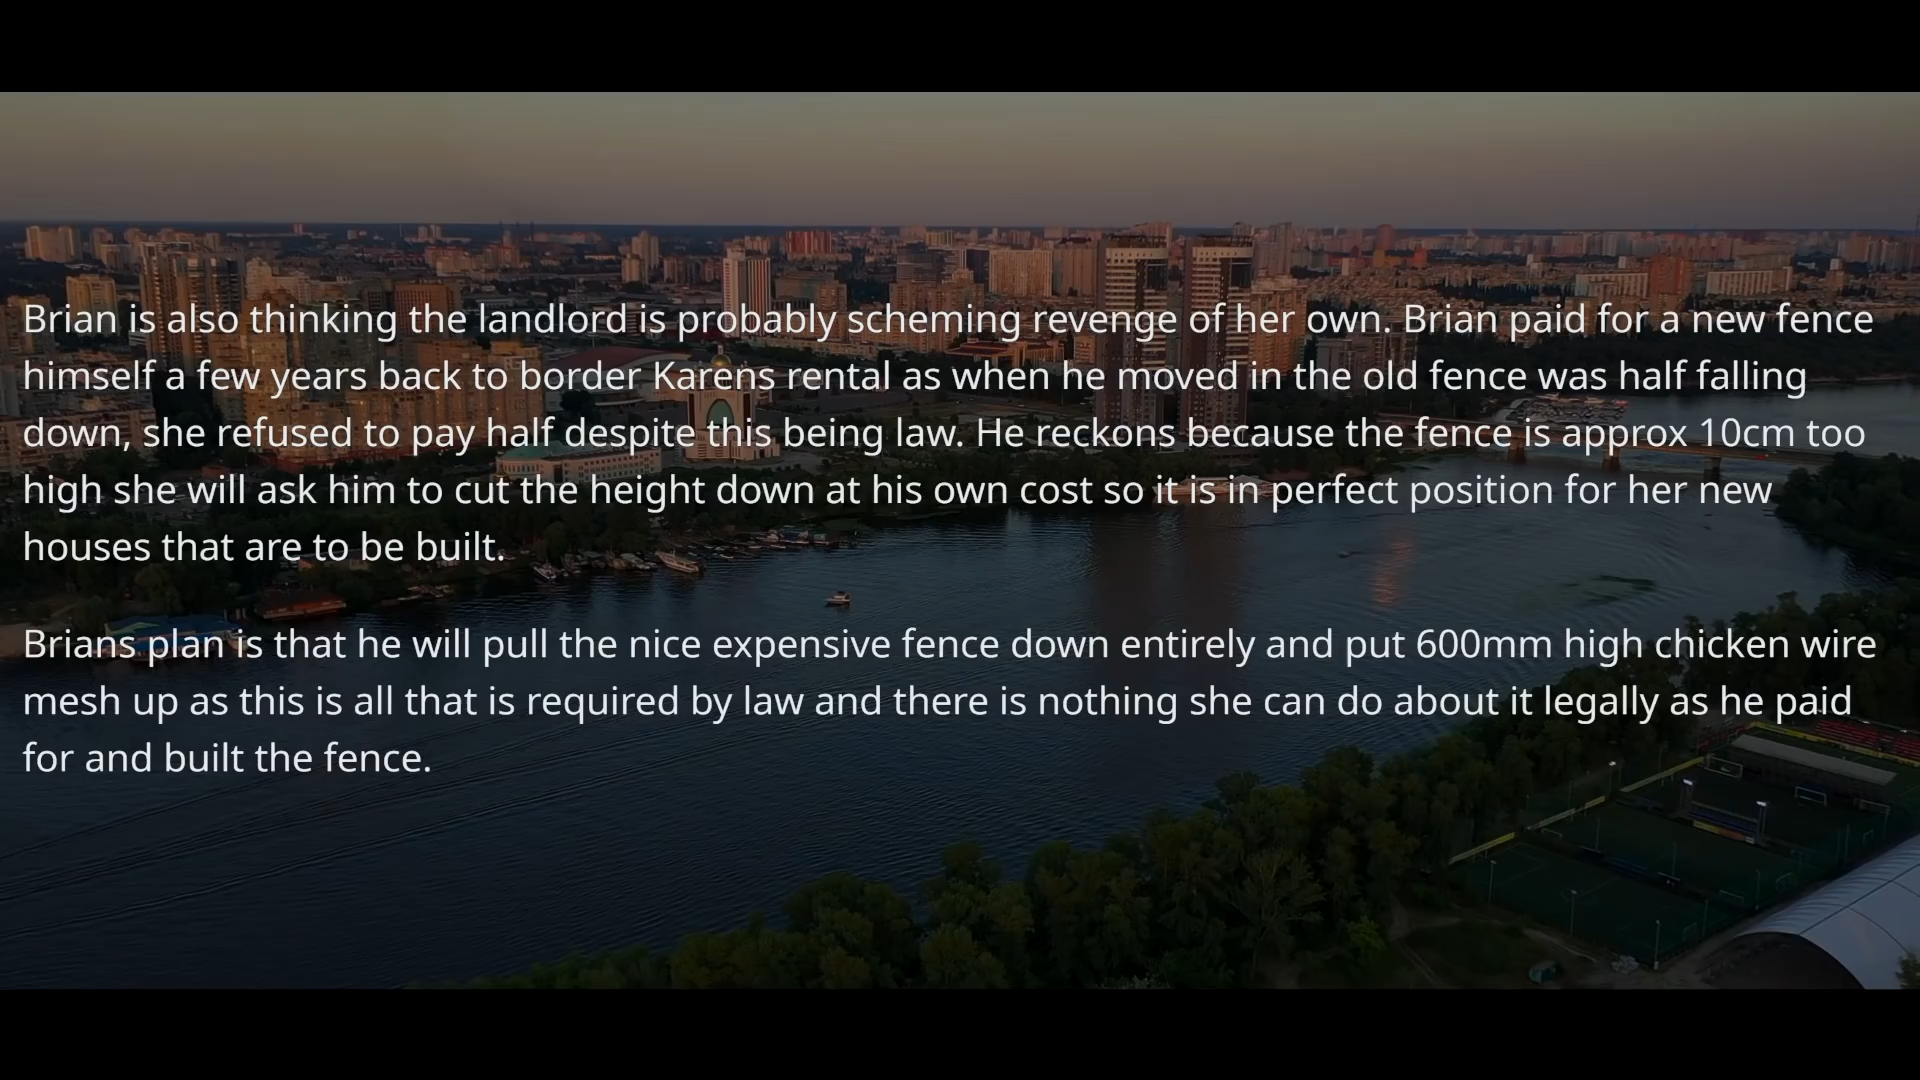 Brian is also thinking the landlord is probably scheming revenge of her own. Brian paid for a new fence
himself a few years back to border Karens rental as when he moved in the old fence was half falling
down, she refused to pay half despite this being law. He reckons because the fence is approx 10cm too
high she will ask him to cut the height down at his own cost so it is in perfect position for her new
houses that are to be built.
Brians plan is that he will pull the nice expensive fence down entirely and put 600mm high chicken wire
mesh up as this is all that is required by law and there is nothing she can do about it legally as he paid
for and built the fence.